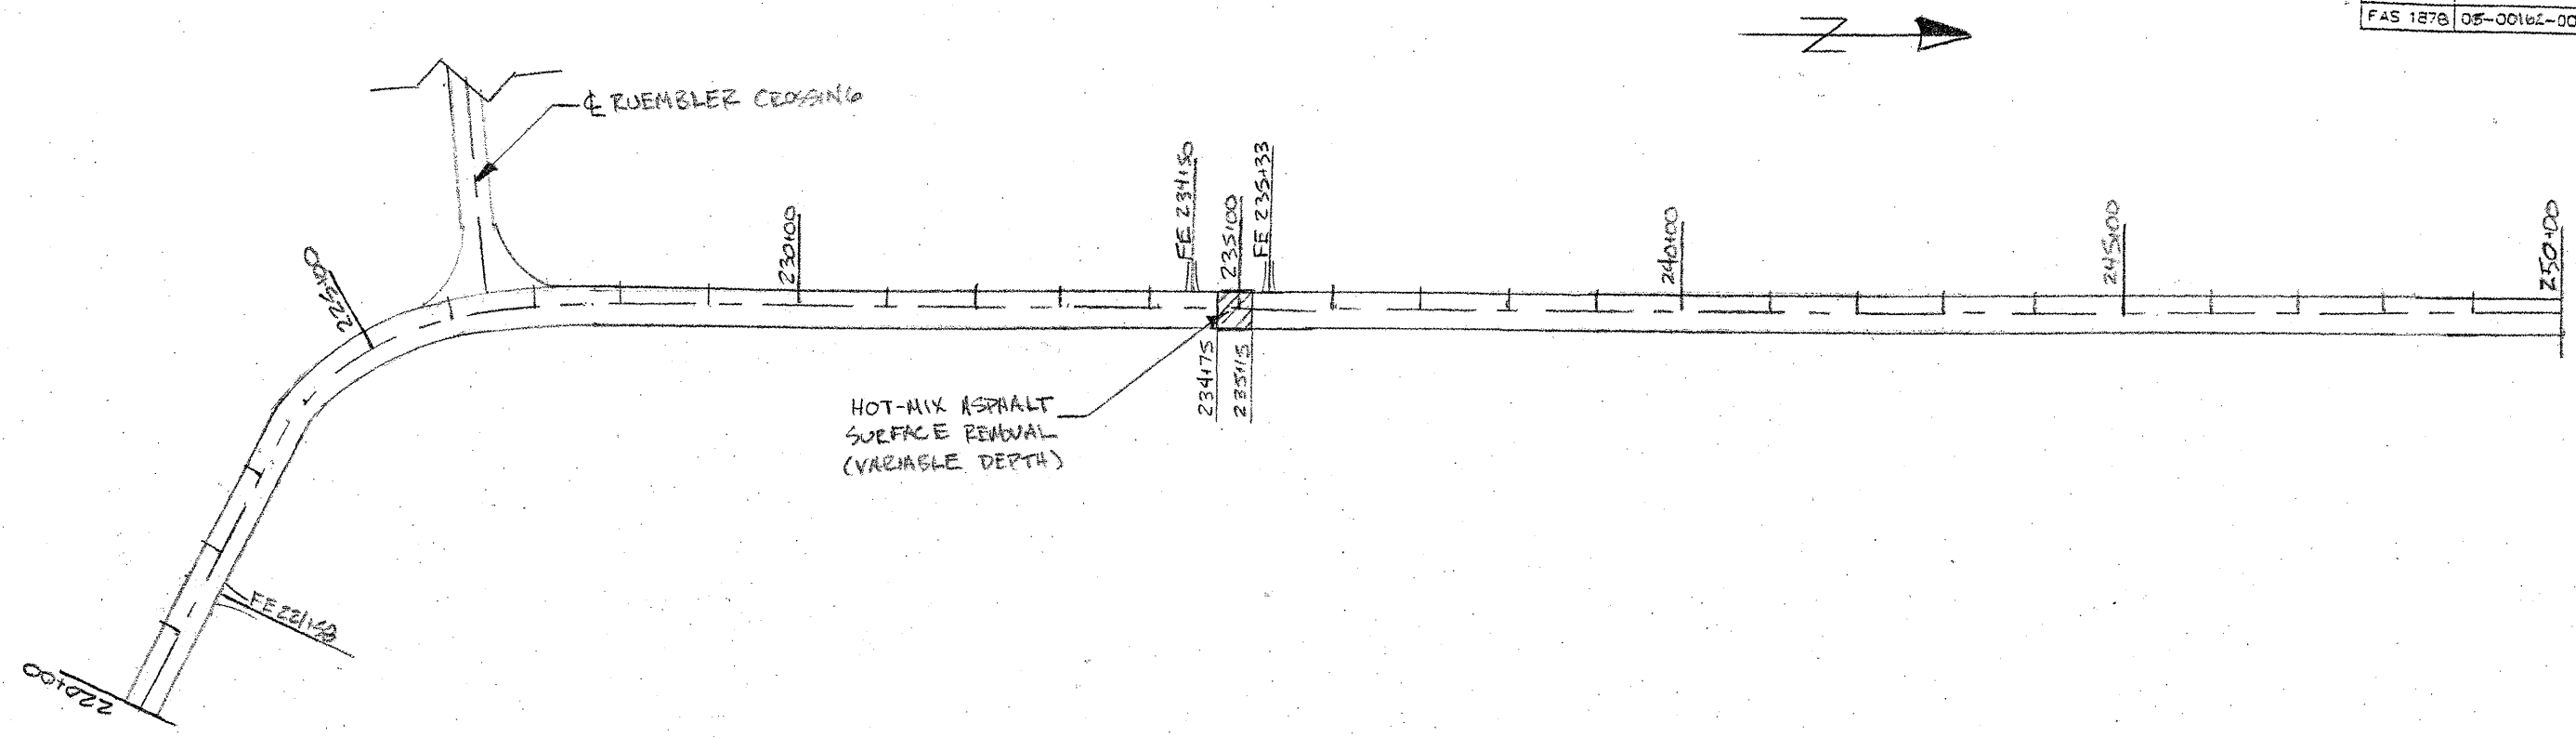 FAS 1878 05-00162-00
Z
℄ RUEMBLER CROSSING
FE 234+50
FE 235+33
235+00
230+00
240+00
245+00
250+00
225+00
234+75
235+15
HOT-MIX ASPHALT
SURFACE REMOVAL
(VARIABLE DEPTH)
FE 221+58
220+00